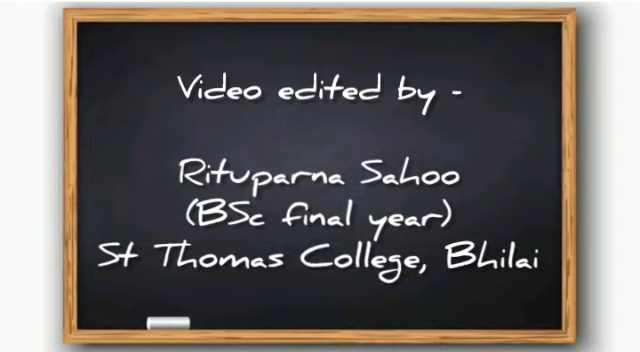 Video edited by -
Rituparna Sahoo
(BSc final year)
St Thomas College, Bhilai